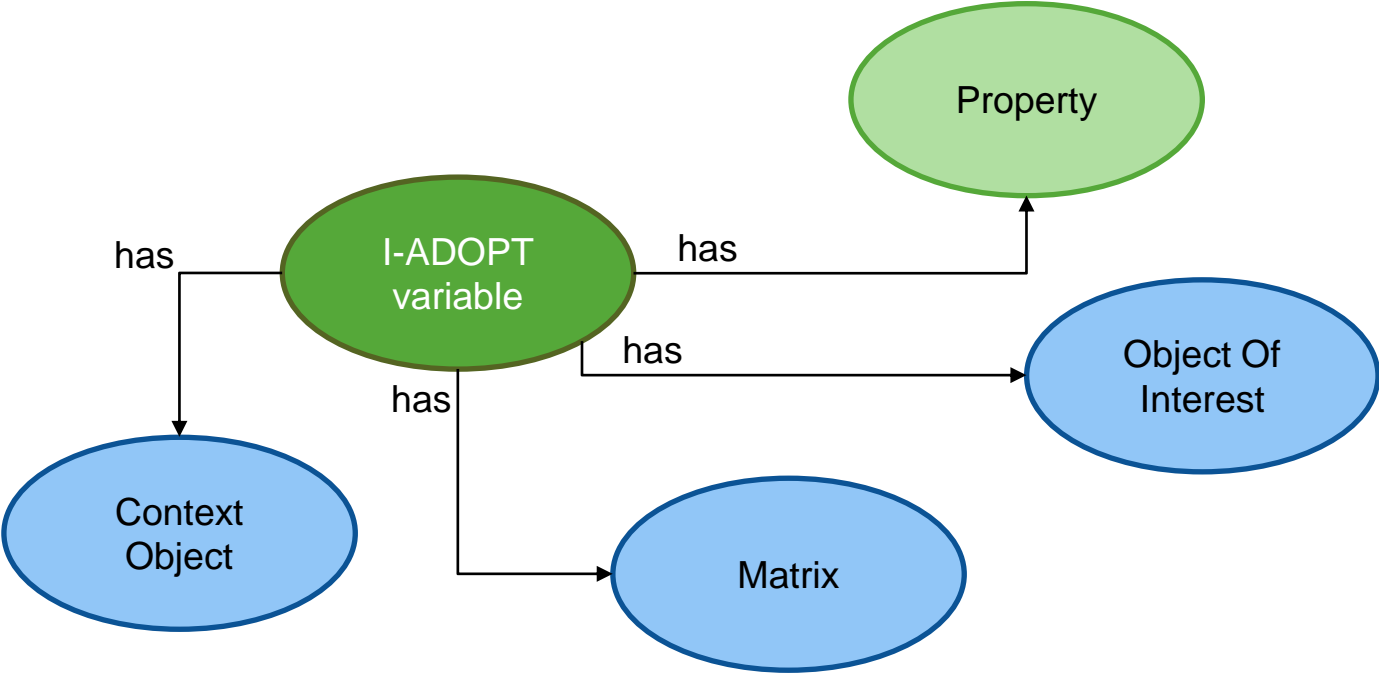 Property
I-ADOPT
variable
has
has
has
Object Of
Interest
has
Context
Object
Matrix